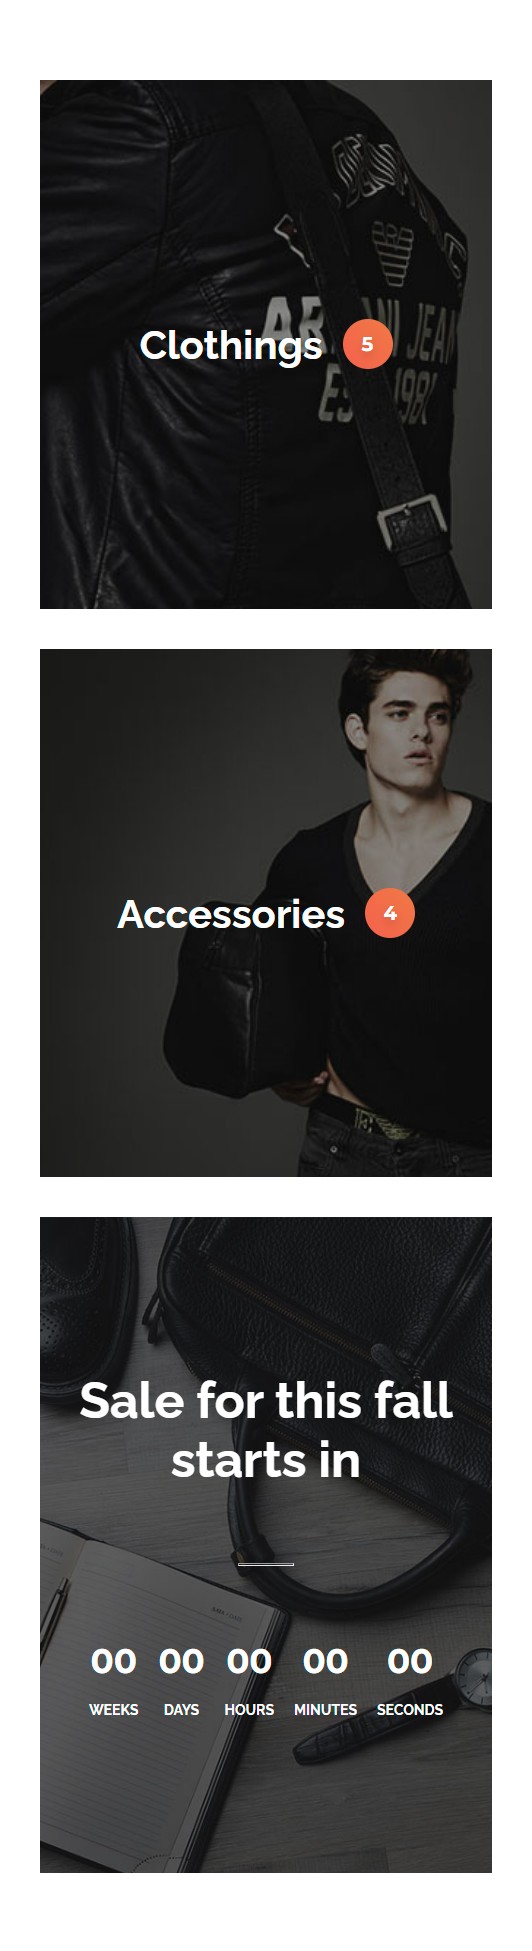 Clothings 5
Accessories 4
Sale for this fall
starts in
00 00 00 00 00
WEEKS DAYS HOURS MINUTES SECONDS